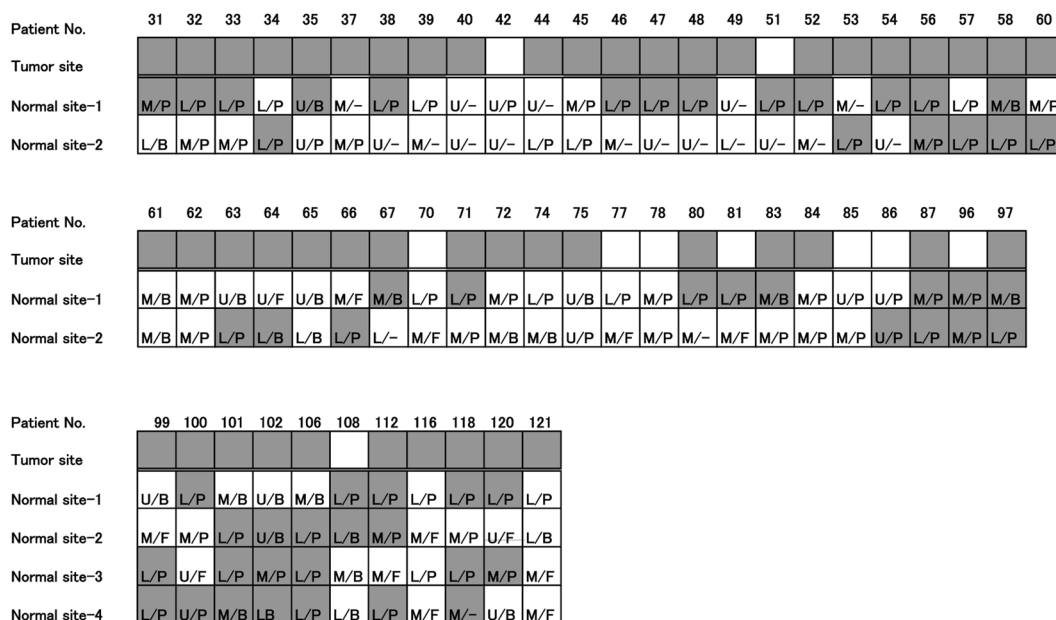 Patient No. 31 32 33 34 35 37 38 39 40 42 44 45 46 47 48 49 51 52 53 54 56 57 58 60
Tumor site
Normal site-1 M/P L/P L/P L/P U/B M/- L/P L/P U/- U/P U/- M/P L/P L/P L/P U/- L/P L/P M/- L/P L/P L/P M/B M/P
Normal site-2 L/B M/P M/P L/P U/P M/P U/- M/- U/- U/- L/P L/P M/- U/- U/- L/- U/- M/- L/P U/- M/P L/P L/P L/P
Patient No. 61 62 63 64 65 66 67 70 71 72 74 75 77 78 80 81 83 84 85 86 87 96 97
Tumor site
Normal site-1 M/B M/P U/B U/F U/B M/F M/B L/P L/P M/P L/P U/B L/P M/P L/P L/P M/B M/P U/P U/P M/P M/P M/B
Normal site-2 M/B M/P L/P L/B L/B L/P L/- M/F M/P M/B M/B U/P M/F M/P M/- M/F M/P M/P M/P U/P L/P M/P L/P
Patient No. 99 100 101 102 106 108 112 116 118 120 121
Tumor site
Normal site-1 U/B L/P M/B U/B M/B L/P L/P L/P L/P L/P L/P
Normal site-2 M/F M/P L/P U/B L/P L/B M/P M/F M/P U/F L/B
Normal site-3 L/P U/F L/P M/P L/P M/B M/F L/P L/P M/P M/F
Normal site-4 L/P U/P M/B LB L/P L/B L/P M/F M/- U/B M/F